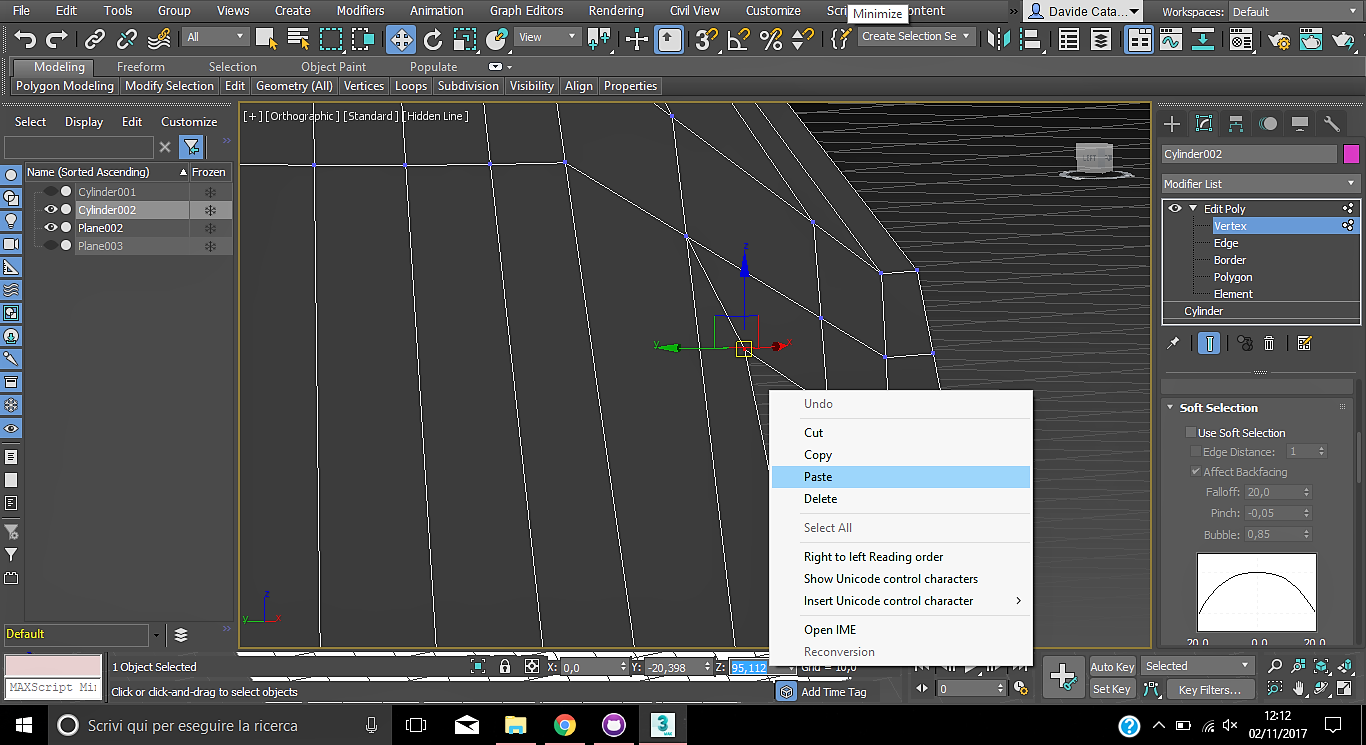 File Edit Tools Group Views Create Modifiers Animation Graph Editors Rendering Civil View Customize Scri Minimize ontent » Davide Cata... Workspaces: Default
All View Create Selection Se
Modeling Freeform Selection Object Paint Populate
Polygon Modeling Modify Selection Edit Geometry (All) Vertices Loops Subdivision Visibility Align Properties
Select Display Edit Customize
Name (Sorted Ascending) Frozen
Cylinder001
Cylinder002
Plane002
Plane003
[+] [Orthographic] [Standard] [Hidden Line]
z
y
x
LEFT
Undo
Cut
Copy
Paste
Delete
Select All
Right to left Reading order
Show Unicode control characters
Insert Unicode control character
Open IME
Reconversion
z
y x
Cylinder002
Modifier List
Edit Poly
Vertex
Edge
Border
Polygon
Element
Cylinder
Soft Selection
Use Soft Selection
Edge Distance: 1
Affect Backfacing
Falloff: 20,0
Pinch: -0,05
Bubble: 0,85
20.0 0.0 20.0
Default
MAXScript Mi
1 Object Selected X: 0,0 Y: -20,398 Z: 95,112 Grid = 10,0
Click or click-and-drag to select objects Add Time Tag
0
Auto Key Selected
Set Key Key Filters...
Scrivi qui per eseguire la ricerca
3
MAX
12:12
02/11/2017